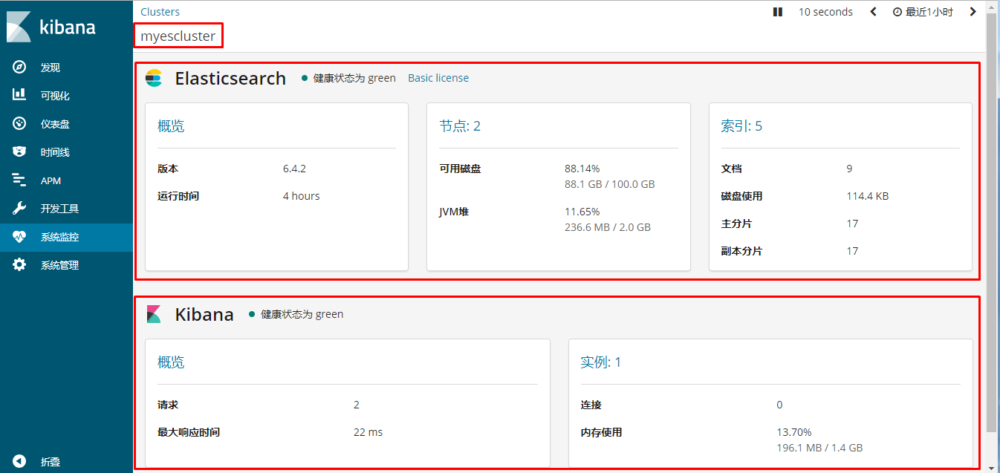 kibana
发现
可视化
仪表盘
时间线
APM
开发工具
系统监控
系统管理
折叠
Clusters
10 seconds
最近1小时
myescluster
Elasticsearch 健康状态为 green Basic license
概览
版本 6.4.2
运行时间 4 hours
节点: 2
可用磁盘 88.14%
88.1 GB / 100.0 GB
JVM堆 11.65%
236.6 MB / 2.0 GB
索引: 5
文档 9
磁盘使用 114.4 KB
主分片 17
副本分片 17
Kibana 健康状态为 green
概览
请求 2
最大响应时间 22 ms
实例: 1
连接 0
内存使用 13.70%
196.1 MB / 1.4 GB